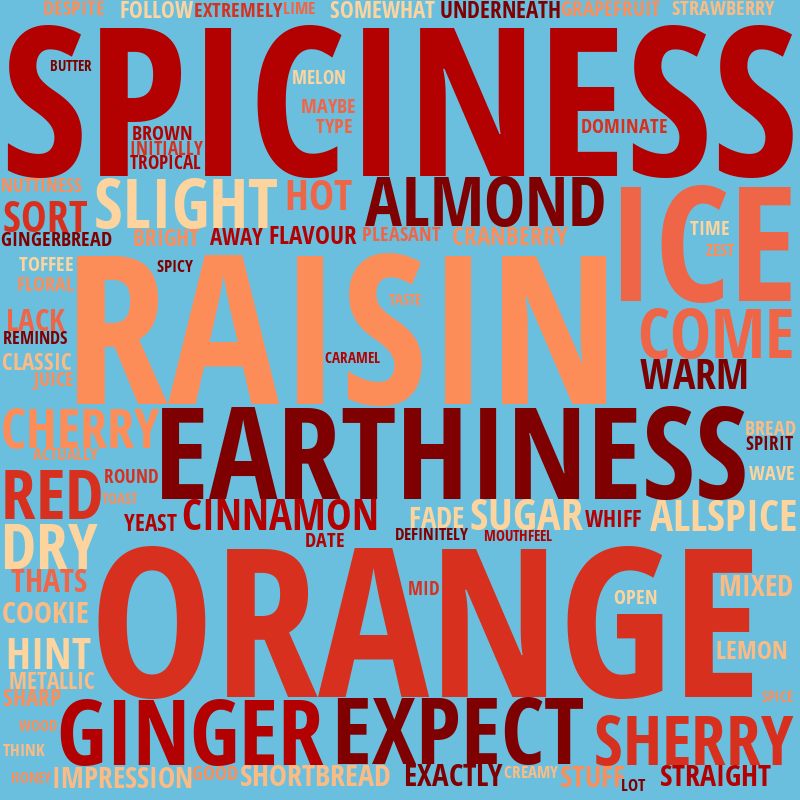 DESPITE FOLLOW EXTREMELY LIME SOMEWHAT UNDERNEATH GRAPEFRUIT STRAWBERRY
SPICINESS
BUTTER
MELON
MAYBE
TYPE
DOMINATE
BROWN
INITIALLY
TROPICAL
NUTTINESS
SLIGHT
HOT
ALMOND
ICE
SORT
GINGERBREAD
BRIGHT
AWAY
FLAVOUR
PLEASANT
CRANBERRY
TIME
ZEST
TOFFEE
SPICY
FLORAL
RAISIN
TASTE
LACK
COME
REMINDS
CARAMEL
CLASSIC
JUICE
WARM
CHERRY
EARTHINESS
BREAD
SPIRIT
ACTUALLY
RED
ROUND
TOAST
WAVE
YEAST
CINNAMON
FADE
SUGAR
WHIFF
ALLSPICE
DRY
DATE
DEFINITELY
MOUTHFEEL
THATS
ORANGE
MID
OPEN
MIXED
COOKIE
HINT
LEMON
METALLIC
SHARP
SPICE
GINGER
EXPECT
SHERRY
WOOD
THINK
HONEY
IMPRESSION
GOOD
SHORTBREAD
EXACTLY
CREAMY
STUFF
LOT
STRAIGHT